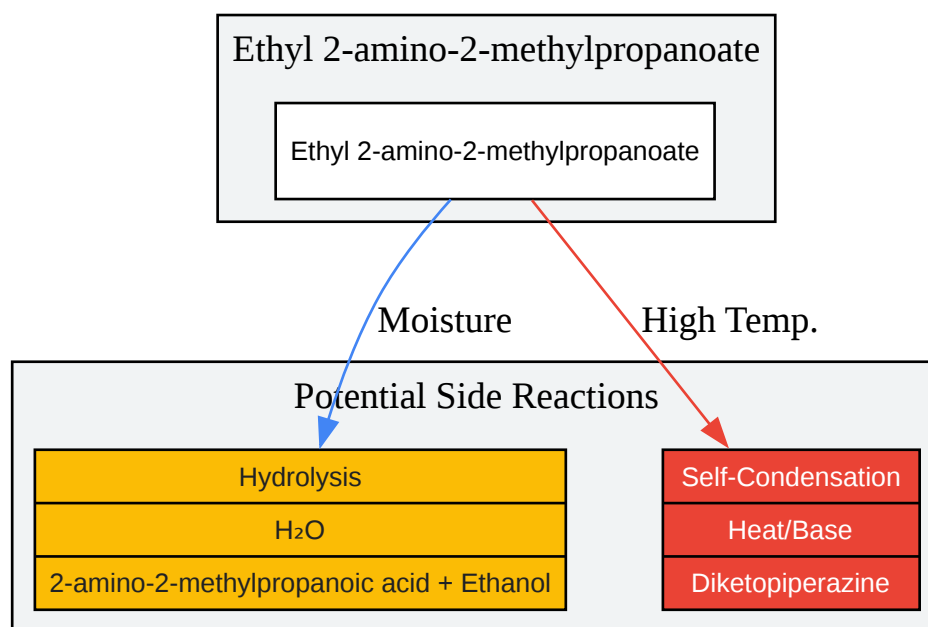 Ethyl 2-amino-2-methylpropanoate
Ethyl 2-amino-2-methylpropanoate
Moisture
High Temp.
Potential Side Reactions
Hydrolysis
H₂O
2-amino-2-methylpropanoic acid + Ethanol
Self-Condensation
Heat/Base
Diketopiperazine